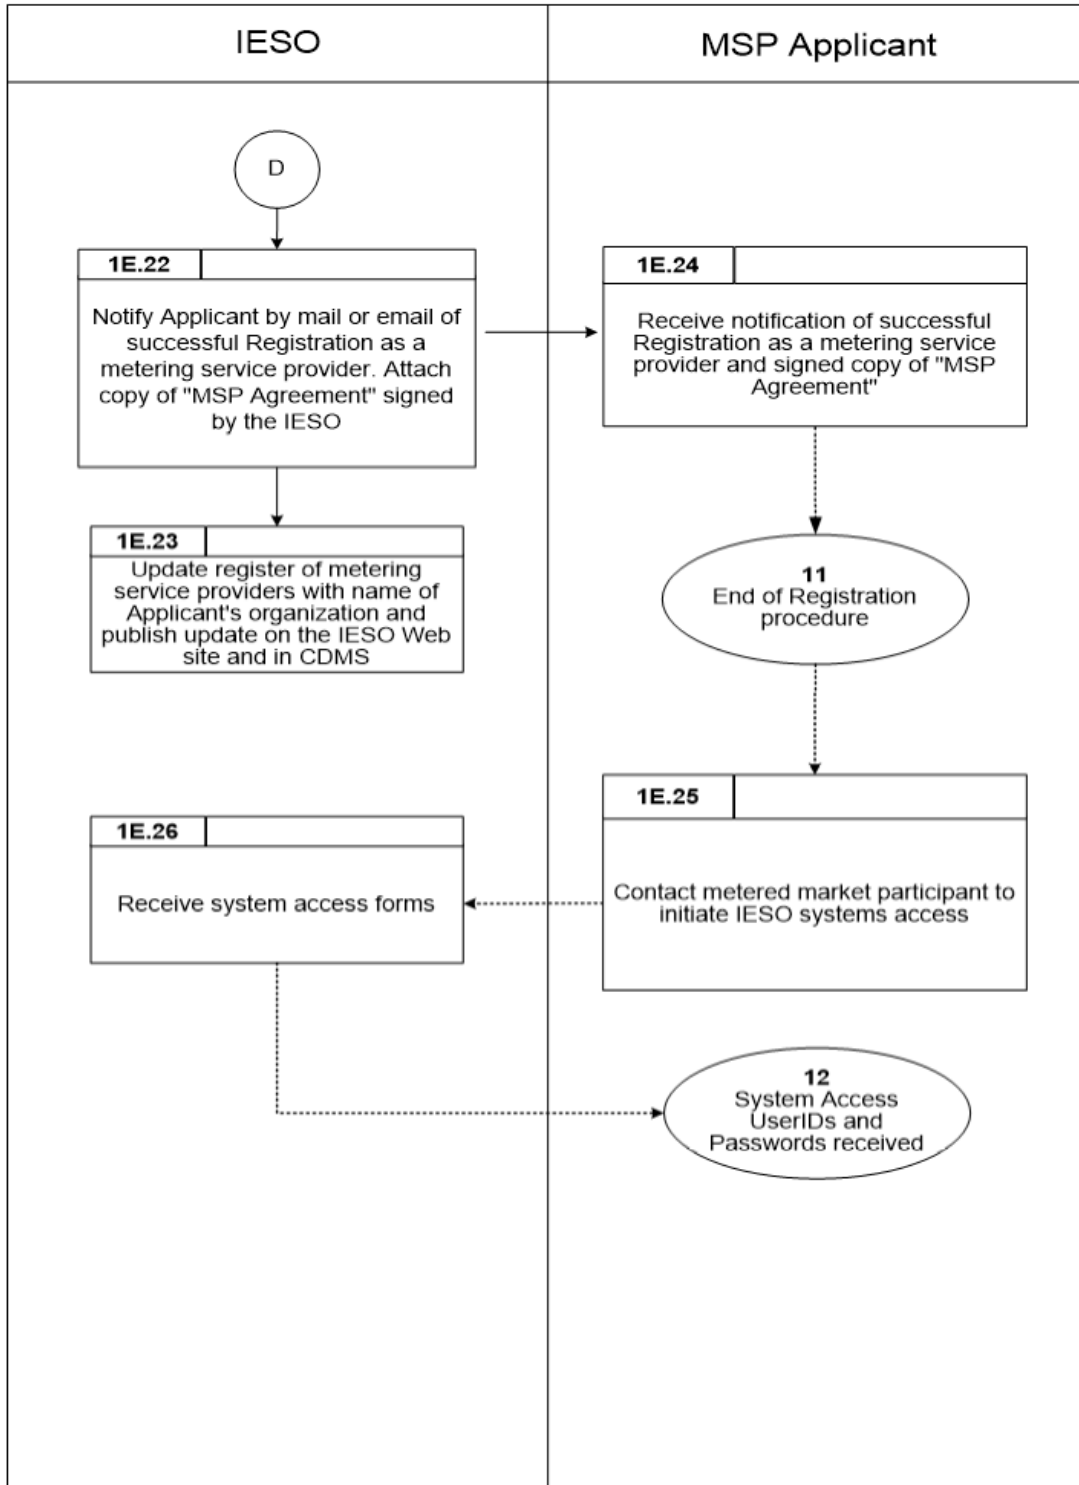 IESO
MSP Applicant
D
1E.22
Notify Applicant by mail or email of
successful Registration as a
metering service provider. Attach
copy of "MSP Agreement" signed
by the IESO
1E.24
Receive notification of successful
Registration as a metering service
provider and signed copy of "MSP
Agreement"
1E.23
Update register of metering
service providers with name of
Applicant's organization and
publish update on the IESO Web
site and in CDMS
11
End of Registration
procedure
1E.25
Contact metered market participant to
initiate IESO systems access
1E.26
Receive system access forms
12
System Access
UserIDs and
Passwords received